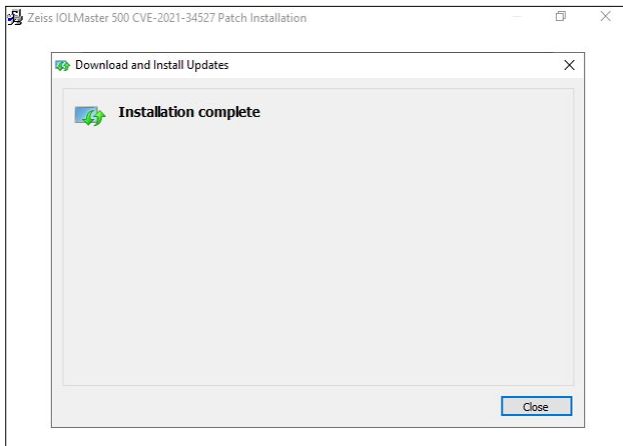 Zeiss IOLMaster 500 CVE-2021-34527 Patch Installation
Download and Install Updates
Installation complete
Close